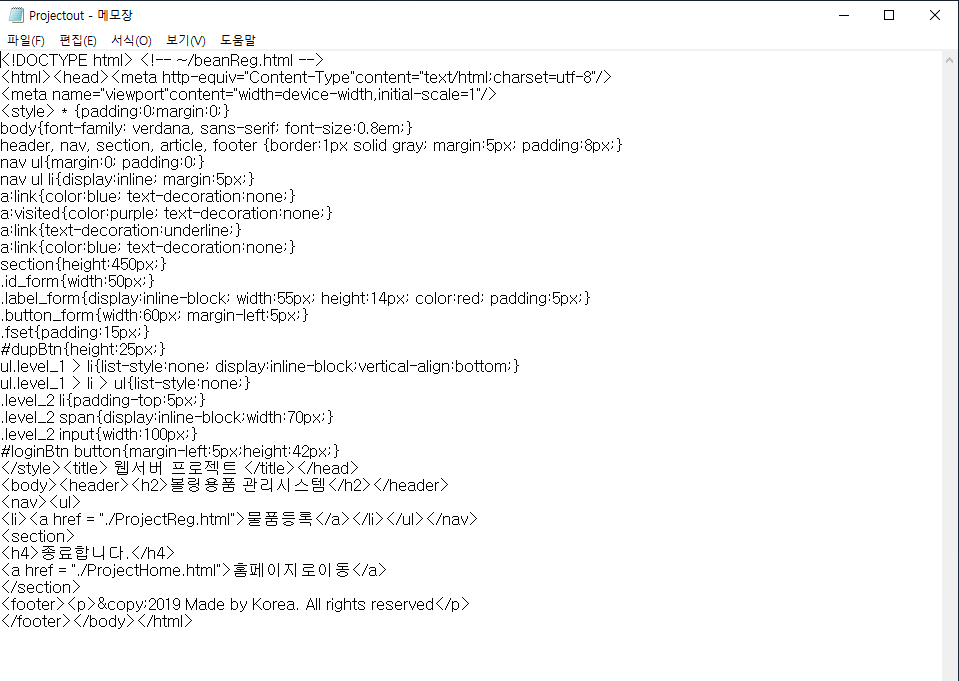 Projectout - 메모장
파일(F) 편집(E) 서식(O) 보기(V) 도움말
<!DOCTYPE html> <!-- ~/beanReg.html -->
<html><head><meta http-equiv="Content-Type"content="text/html;charset=utf-8"/>
<meta name="viewport"content="width=device-width,initial-scale=1"/>
<style> * {padding:0;margin:0;}
body{font-family: verdana, sans-serif; font-size:0.8em;}
header, nav, section, article, footer {border:1px solid gray; margin:5px; padding:8px;}
nav ul{margin:0; padding:0;}
nav ul li{display:inline; margin:5px;}
a:link{color:blue; text-decoration:none;}
a:visited{color:purple; text-decoration:none;}
a:link{text-decoration:underline;}
a:link{color:blue; text-decoration:none;}
section{height:450px;}
.id_form{width:50px;}
.label_form{display:inline-block; width:55px; height:14px; color:red; padding:5px;}
.button_form{width:60px; margin-left:5px;}
.fset{padding:15px;}
#dupBtn{height:25px;}
ul.level_1 > li{list-style:none; display:inline-block;vertical-align:bottom;}
ul.level_1 > li > ul{list-style:none;}
.level_2 li{padding-top:5px;}
.level_2 span{display:inline-block;width:70px;}
.level_2 input{width:100px;}
#loginBtn button{margin-left:5px;height:42px;}
</style><title> 웹서버 프로젝트 </title></head>
<body><header><h2>볼링용품 관리시스템</h2></header>
<nav><ul>
<li><a href = "./ProjectReg.html">물품등록</a></li></ul></nav>
<section>
<h4>종료합니다.</h4>
<a href = "./ProjectHome.html">홈페이지로이동</a>
</section>
<footer><p>&copy;2019 Made by Korea. All rights reserved</p>
</footer></body></html>